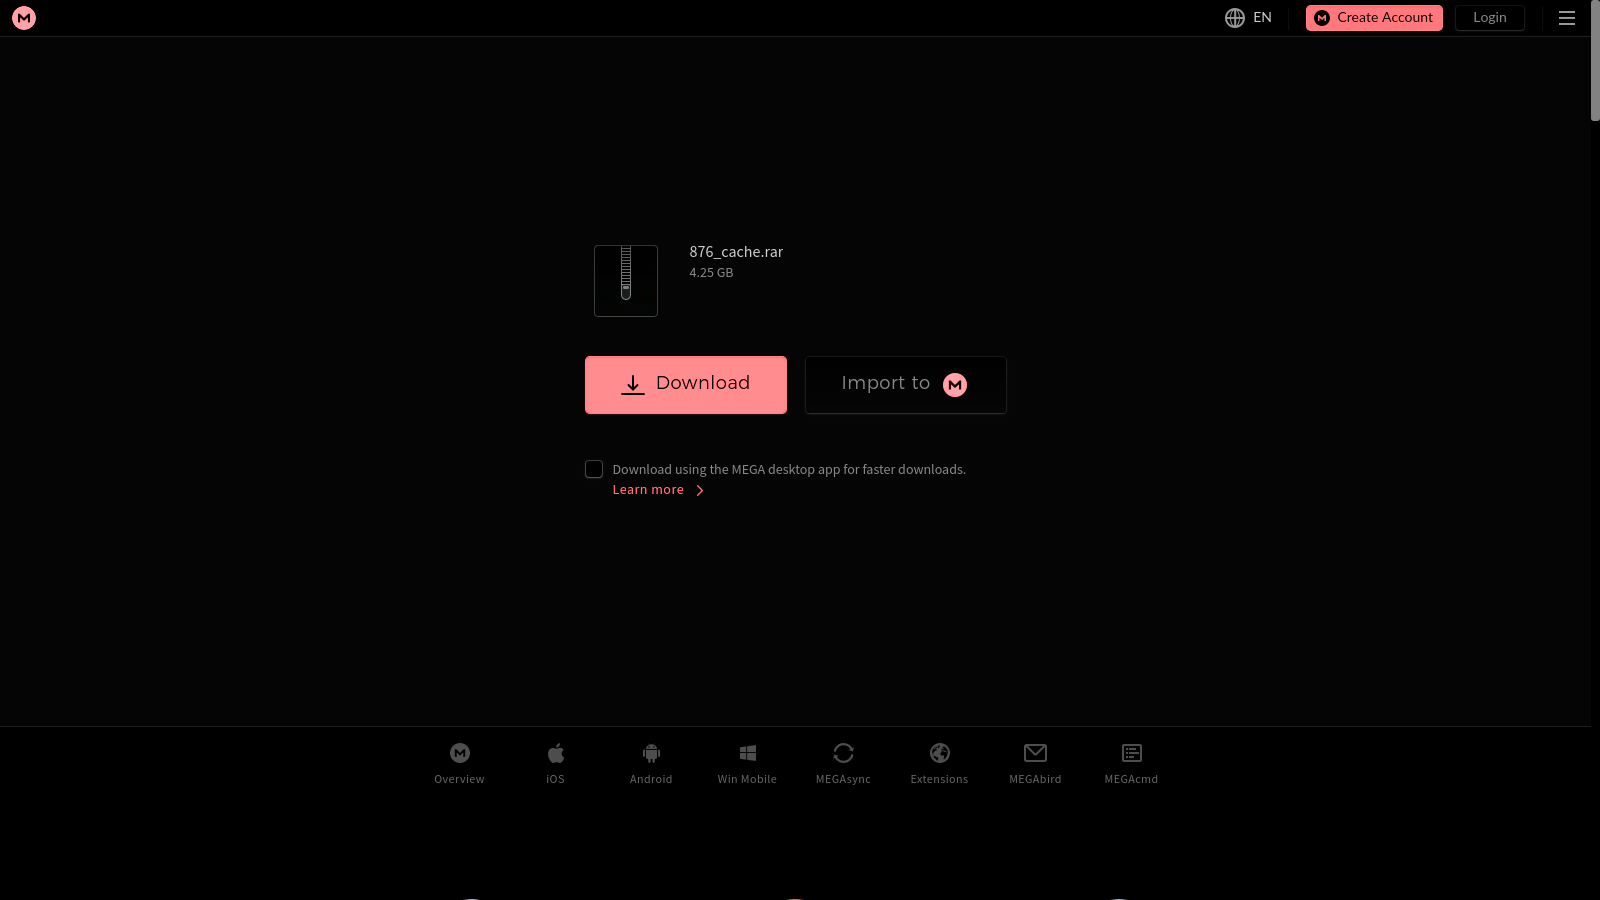 EN
Create Account
Login
876_cache.rar
4.25 GB
Download
Import to
Download using the MEGA desktop app for faster downloads.
Learn more
Overview
iOS
Android
Win Mobile
MEGAsync
Extensions
MEGAbird
MEGAcmd